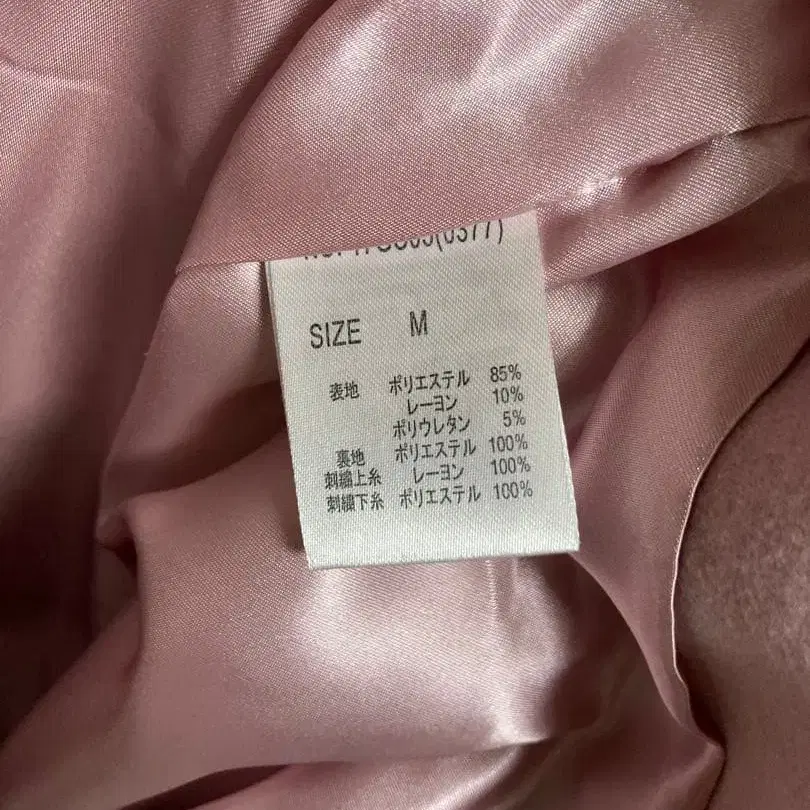 (0377)
SIZE M
表地 ポリエステル 85%
レーヨン 10%
ポリウレタン 5%
裏地 ポリエステル 100%
刺繍上糸 レーヨン 100%
刺繍下糸 ポリエステル 100%